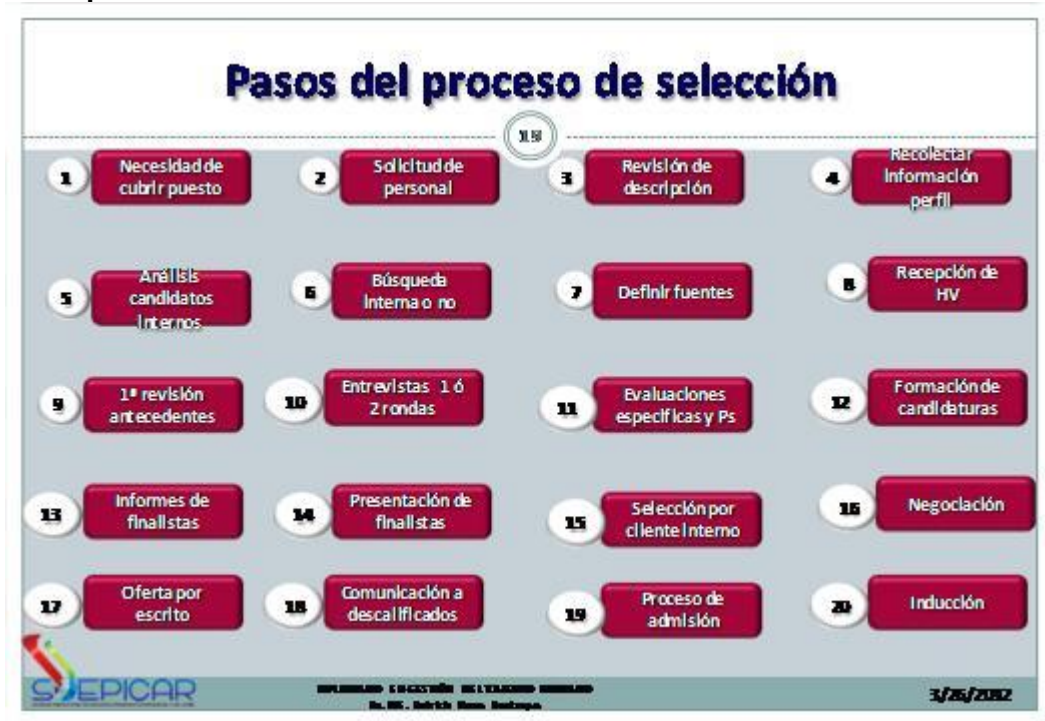 Pasos del proceso de selección
19
1
Necesidad de
cubrir puesto
2
Solicitud de
personal
3
Revisión de
descripción
4
Recolectar
información
perfil
5
Análisis
candidatos
internos
6
Búsqueda
interna o no
7
Definir fuentes
8
Recepción de
HV
9
1ª revisión
antecedentes
10
Entrevistas 1 ó
2 rondas
11
Evaluaciones
específicas y Ps
12
Formación de
candidaturas
13
Informes de
finalistas
14
Presentación de
finalistas
15
Selección por
cliente interno
16
Negociación
17
Oferta por
escrito
18
Comunicación a
descalificados
19
Proceso de
admisión
20
Inducción
EPICAR